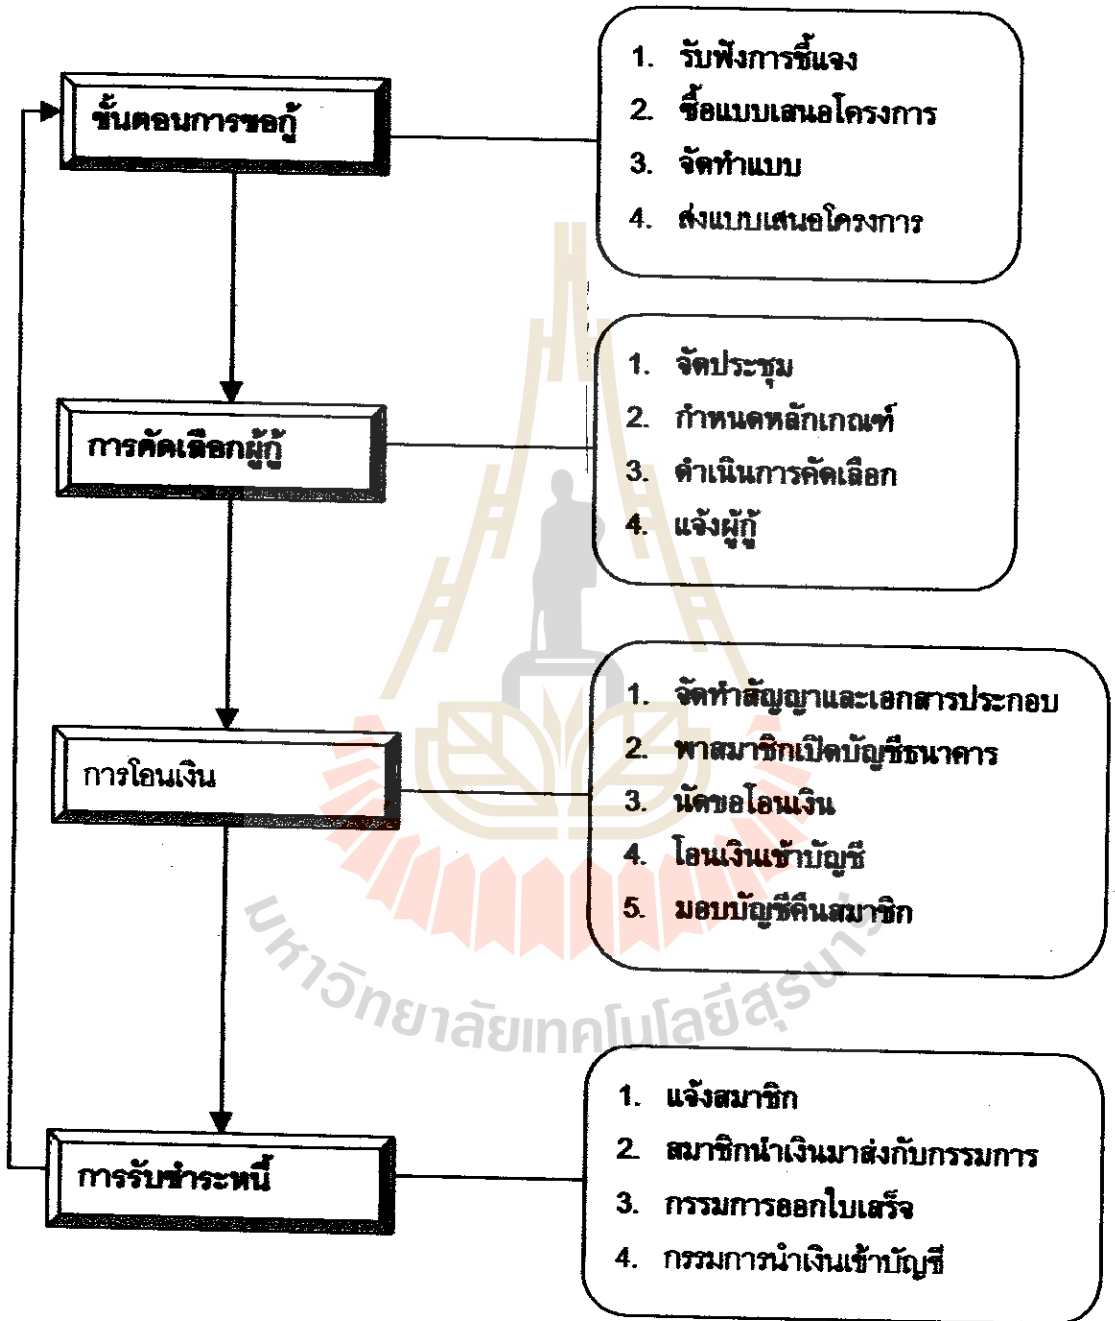 ขั้นตอนการขอกู้
1. รับฟังการชี้แจง
2. ซื้อแบบเสนอโครงการ
3. จัดทำแบบ
4. ส่งแบบเสนอโครงการ
การคัดเลือกผู้กู้
1. จัดประชุม
2. กำหนดหลักเกณฑ์
3. ดำเนินการคัดเลือก
4. แจ้งผู้กู้
การโอนเงิน
1. จัดทำสัญญาและเอกสารประกอบ
2. พาสมาชิกเปิดบัญชีธนาคาร
3. นัดขอโอนเงิน
4. โอนเงินเข้าบัญชี
5. มอบบัญชีคืนสมาชิก
มหาวิทยาลัยเทคโนโลยีสุรนารี
การรับชำระหนี้
1. แจ้งสมาชิก
2. สมาชิกนำเงินมาส่งกับกรรมการ
3. กรรมการออกใบเสร็จ
4. กรรมการนำเงินเข้าบัญชี